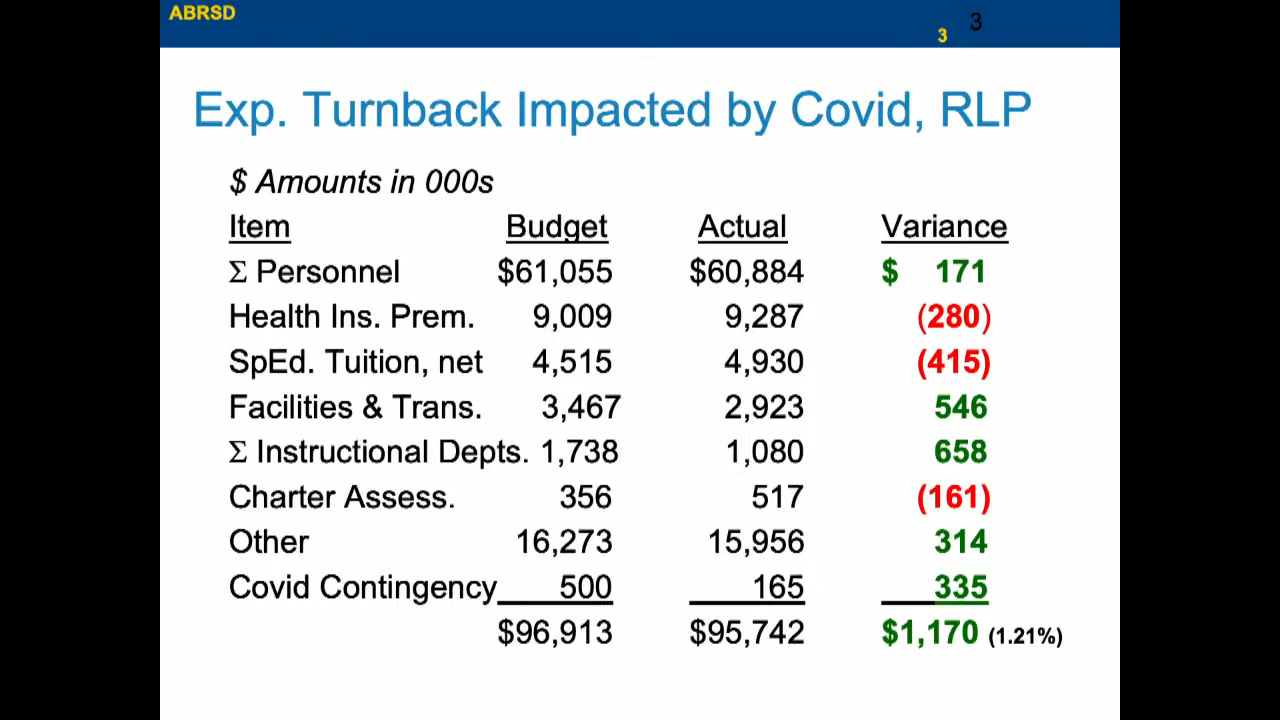 ABRSD
3
3
Exp. Turnback Impacted by Covid, RLP
$ Amounts in 000s
Item Budget Actual Variance
Σ Personnel $61,055 $60,884 $ 171
Health Ins. Prem. 9,009 9,287 (280)
SpEd. Tuition, net 4,515 4,930 (415)
Facilities & Trans. 3,467 2,923 546
Σ Instructional Depts. 1,738 1,080 658
Charter Assess. 356 517 (161)
Other 16,273 15,956 314
Covid Contingency 500 165 335
$96,913 $95,742 $1,170 (1.21%)